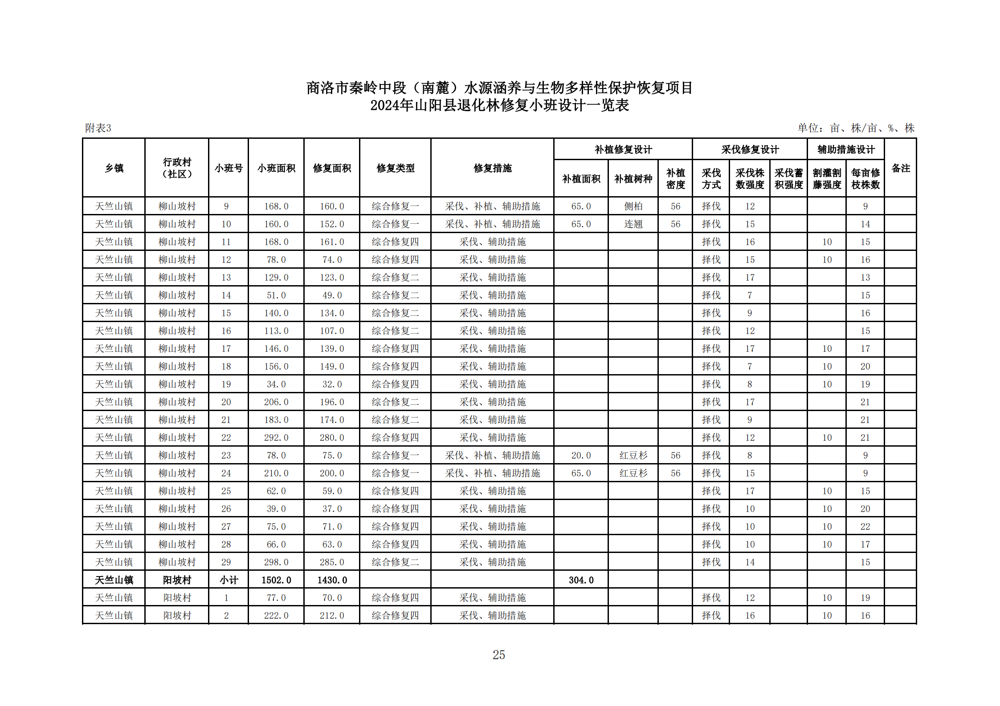 商洛市秦岭中段（南麓）水源涵养与生物多样性保护恢复项目
2024年山阳县退化林修复小班设计一览表
附表3 单位：亩、株/亩、%、株
乡镇 行政村（社区） 小班号 小班面积 修复面积 修复类型 修复措施 补植修复设计 采伐修复设计 辅助措施设计 备注
补植面积 补植树种 补植密度 采伐方式 采伐株数强度 采伐蓄积强度 割灌割藤强度 每亩修枝株数
天竺山镇 柳山坡村 9 168.0 160.0 综合修复一 采伐、补植、辅助措施 65.0 侧柏 56 择伐 12 9
天竺山镇 柳山坡村 10 160.0 152.0 综合修复一 采伐、补植、辅助措施 65.0 连翘 56 择伐 15 14
天竺山镇 柳山坡村 11 168.0 161.0 综合修复四 采伐、辅助措施 择伐 16 10 15
天竺山镇 柳山坡村 12 78.0 74.0 综合修复四 采伐、辅助措施 择伐 15 10 16
天竺山镇 柳山坡村 13 129.0 123.0 综合修复二 采伐、辅助措施 择伐 17 13
天竺山镇 柳山坡村 14 51.0 49.0 综合修复二 采伐、辅助措施 择伐 7 15
天竺山镇 柳山坡村 15 140.0 134.0 综合修复二 采伐、辅助措施 择伐 9 16
天竺山镇 柳山坡村 16 113.0 107.0 综合修复二 采伐、辅助措施 择伐 12 15
天竺山镇 柳山坡村 17 146.0 139.0 综合修复四 采伐、辅助措施 择伐 17 10 17
天竺山镇 柳山坡村 18 156.0 149.0 综合修复四 采伐、辅助措施 择伐 7 10 20
天竺山镇 柳山坡村 19 34.0 32.0 综合修复四 采伐、辅助措施 择伐 8 10 19
天竺山镇 柳山坡村 20 206.0 196.0 综合修复二 采伐、辅助措施 择伐 17 21
天竺山镇 柳山坡村 21 183.0 174.0 综合修复二 采伐、辅助措施 择伐 9 21
天竺山镇 柳山坡村 22 292.0 280.0 综合修复四 采伐、辅助措施 择伐 12 10 21
天竺山镇 柳山坡村 23 78.0 75.0 综合修复一 采伐、补植、辅助措施 20.0 红豆杉 56 择伐 8 9
天竺山镇 柳山坡村 24 210.0 200.0 综合修复一 采伐、补植、辅助措施 65.0 红豆杉 56 择伐 15 9
天竺山镇 柳山坡村 25 62.0 59.0 综合修复四 采伐、辅助措施 择伐 17 10 15
天竺山镇 柳山坡村 26 39.0 37.0 综合修复四 采伐、辅助措施 择伐 10 10 20
天竺山镇 柳山坡村 27 75.0 71.0 综合修复四 采伐、辅助措施 择伐 10 10 22
天竺山镇 柳山坡村 28 66.0 63.0 综合修复四 采伐、辅助措施 择伐 10 10 17
天竺山镇 柳山坡村 29 298.0 285.0 综合修复二 采伐、辅助措施 择伐 14 15
天竺山镇 阳坡村 小计 1502.0 1430.0 304.0
天竺山镇 阳坡村 1 77.0 70.0 综合修复四 采伐、辅助措施 择伐 12 10 19
天竺山镇 阳坡村 2 222.0 212.0 综合修复四 采伐、辅助措施 择伐 16 10 16
25